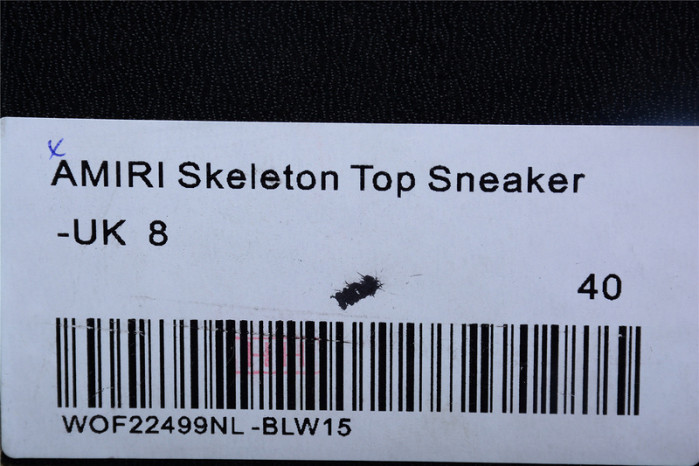 AMIRI Skeleton Top Sneaker
-UK 8
40
WOF22499NL-BLW15